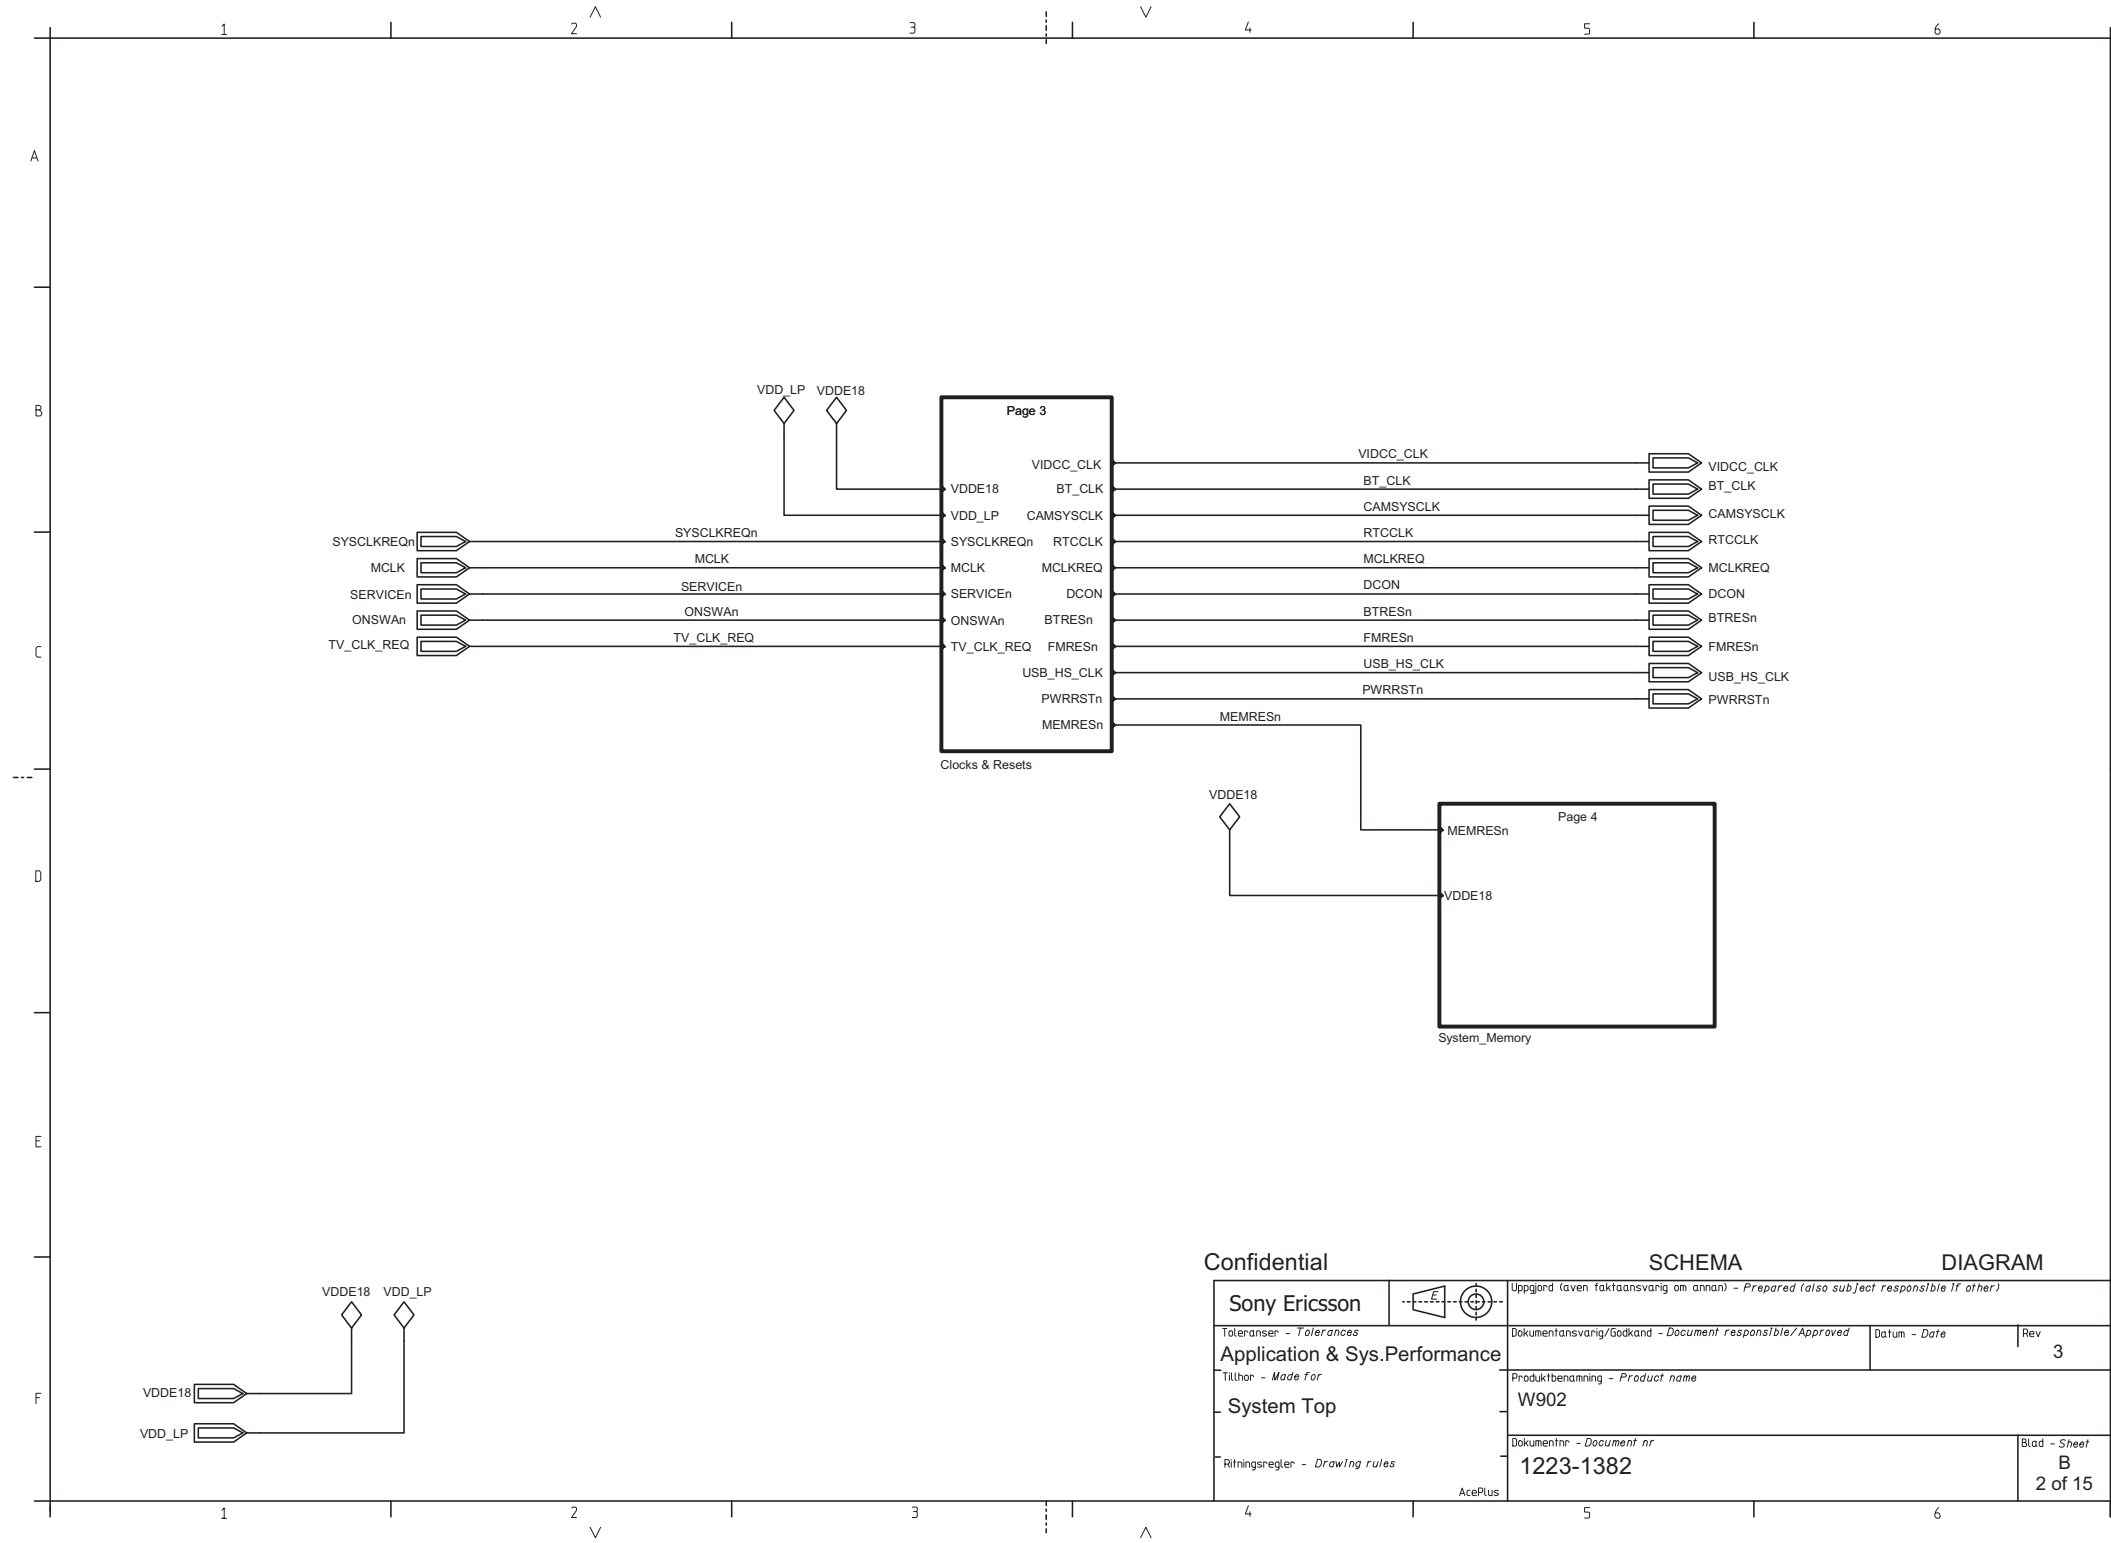 1 2 3 4 5 6
A
B
C
D
E
F
VDD_LP VDDE18
Page 3
VIDCC_CLK
VDDE18 BT_CLK
VDD_LP CAMSYSCLK
SYSCLKREQn RTCCLK
MCLK MCLKREQ
SERVICEn DCON
ONSWAn BTRESn
TV_CLK_REQ FMRESn
USB_HS_CLK
PWRRSTn
MEMRESn
Clocks & Resets
SYSCLKREQn SYSCLKREQn
MCLK MCLK
SERVICEn SERVICEn
ONSWAn ONSWAn
TV_CLK_REQ TV_CLK_REQ
VIDCC_CLK VIDCC_CLK
BT_CLK BT_CLK
CAMSYSCLK CAMSYSCLK
RTCCLK RTCCLK
MCLKREQ MCLKREQ
DCON DCON
BTRESn BTRESn
FMRESn FMRESn
USB_HS_CLK USB_HS_CLK
PWRRSTn PWRRSTn
MEMRESn
VDDE18
Page 4
MEMRESn
VDDE18
System_Memory
VDDE18 VDD_LP
VDDE18
VDD_LP
Confidential SCHEMA DIAGRAM
Sony Ericsson
E
Uppgjord (aven faktaansvarig om annan) - Prepared (also subject responsible if other)
Toleranser - Tolerances
Application & Sys.Performance
Dokumentansvarig/Godkand - Document responsible/Approved
Datum - Date
Rev
3
Tillhor - Made for
System Top
Produktbenamning - Product name
W902
Ritningsregler - Drawing rules
AcePlus
Dokumentnr - Document nr
1223-1382
Blad - Sheet
B
2 of 15
1 2 3 4 5 6